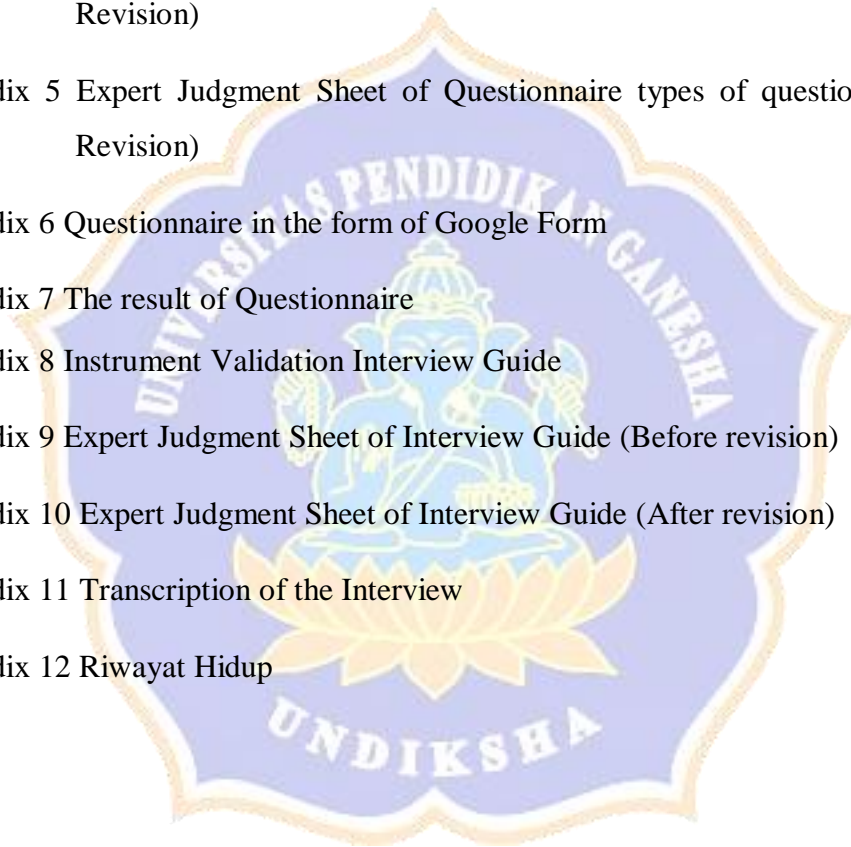 Revision)
dix 5 Expert Judgment Sheet of Questionnaire types of questio
Revision)
dix 6 Questionnaire in the form of Google Form
dix 7 The result of Questionnaire
dix 8 Instrument Validation Interview Guide
dix 9 Expert Judgment Sheet of Interview Guide (Before revision)
dix 10 Expert Judgment Sheet of Interview Guide (After revision)
dix 11 Transcription of the Interview
dix 12 Riwayat Hidup
UNIVERSITAS PENDIDIKAN GANESHA
UNDIKSHA